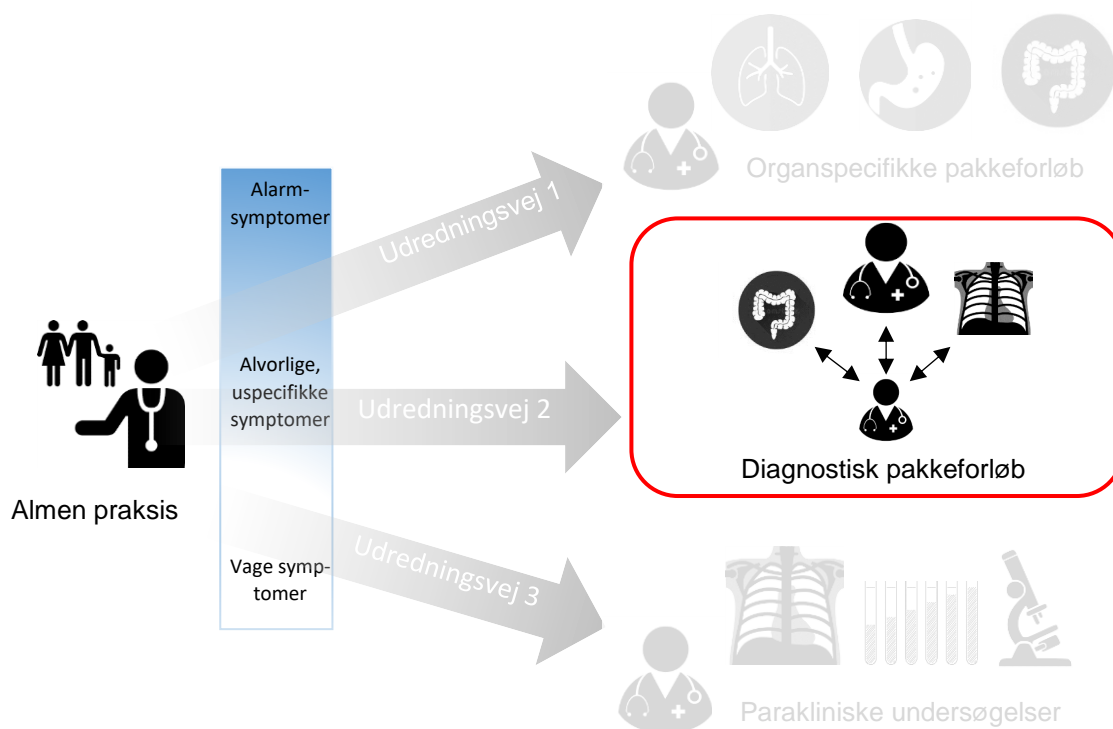 Organspecifikke pakkeforløb
Alarm-
symptomer
Udredningsvej 1
Alvorlige,
uspecifikke
symptomer
Udredningsvej 2
Diagnostisk pakkeforløb
Almen praksis
Vage symp-
tomer
Udredningsvej 3
Parakliniske undersøgelser